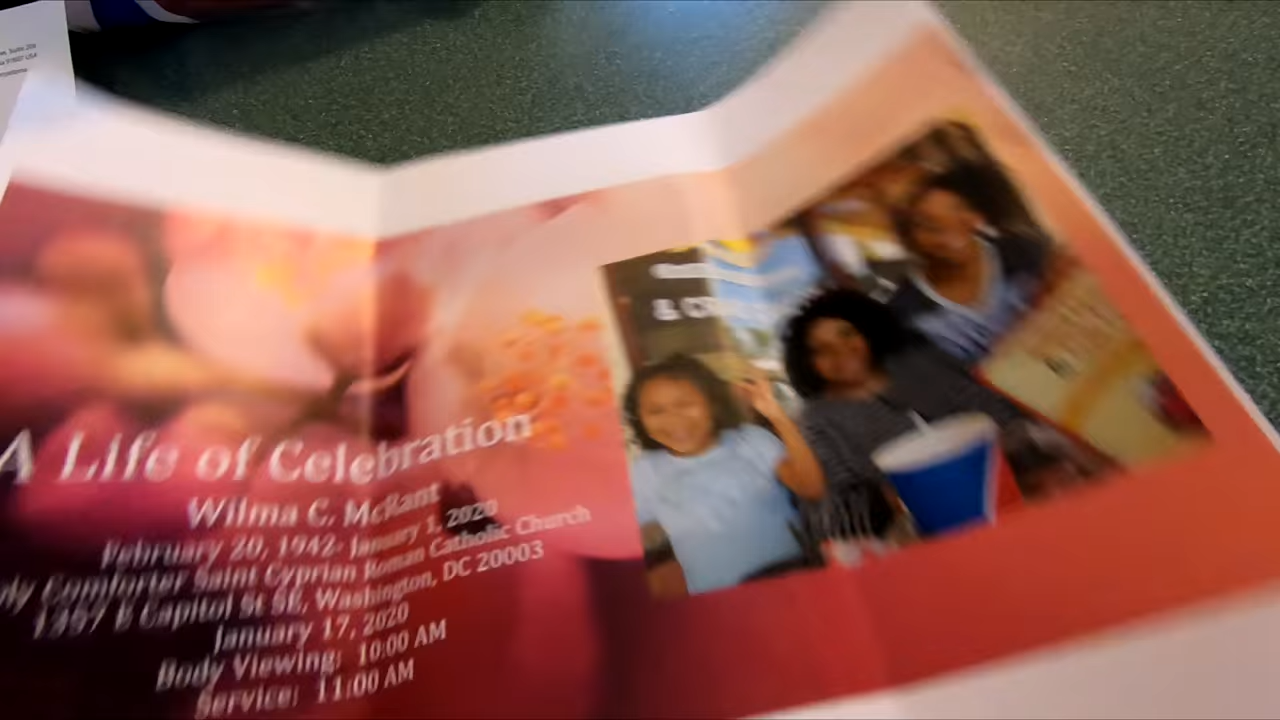 A Life of Celebration
Wilma C. McRant
February 20, 1942- January 1, 2020
Comforter Saint Cyprian Roman Catholic Church
1357 E Capitol St SE, Washington, DC 20003
January 17, 2020
Body Viewing: 10:00 AM
Service: 11:00 AM